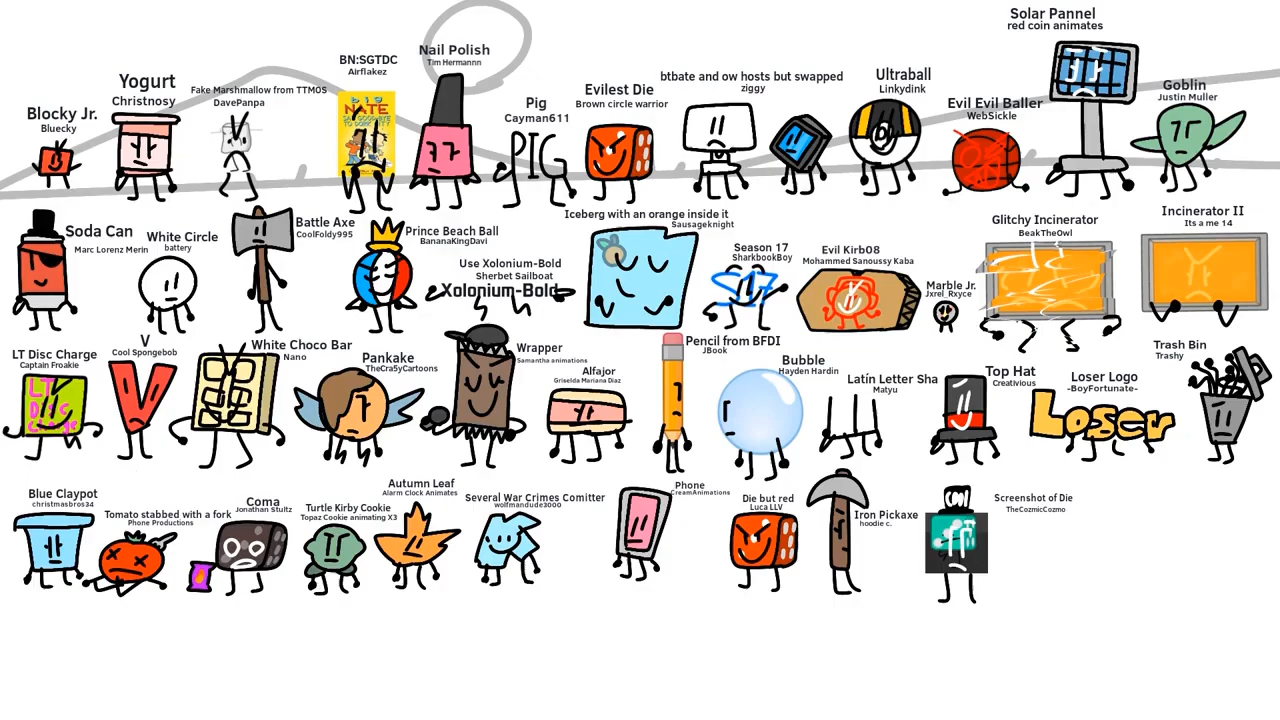 Solar Pannel
red coin animates
Nail Polish
Tim Hermannn
BN:SGTDC
Airflakez
Yogurt
Christnosy
Fake Marshmallow from TTMOS
DavePanpa
Blocky Jr.
Bluecky
Pig
Cayman611
PIG
Evilest Die
Brown circle warrior
btbate and ow hosts but swapped
ziggy
Ultraball
Linkydink
Evil Evil Baller
WebSickle
Goblin
Justin Muller
big
NATE
Soda Can
Marc Lorenz Merin
White Circle
battery
Battle Axe
CoolFoldy995
Prince Beach Ball
BananaKingDavi
Use Xolonium-Bold
Sherbet Sailboat
Xolonium-Bold
Iceberg with an orange inside it
Sausageknight
Season 17
SharkbookBoy
Evil Kirb08
Mohammed Sanoussy Kaba
Marble Jr.
Jxrel_Rxyce
Glitchy Incinerator
BeakTheOwl
Incinerator II
Its a me 14
LT Disc Charge
Captain Froakie
LT
Disc
Charge
V
Cool Spongebob
White Choco Bar
Nano
Pankake
TheCra5yCartoons
Wrapper
Samantha animations
Alfajor
Griselda Mariana Diaz
Pencil from BFDI
JBook
Bubble
Hayden Hardin
Latín Letter Sha
Matyu
Top Hat
Creativious
Loser Logo
-BoyFortunate-
Loser
Trash Bin
Trashy
Blue Claypot
christmasbros34
Tomato stabbed with a fork
Phone Productions
Coma
Jonathan Stultz
Turtle Kirby Cookie
Topaz Cookie animating X3
Autumn Leaf
Alarm Clock Animates
Several War Crimes Comitter
wolfmandude3000
Phone
CreamAnimations
Die but red
Luca LLV
Iron Pickaxe
hoodie c.
Screenshot of Die
TheCozmicCozmo